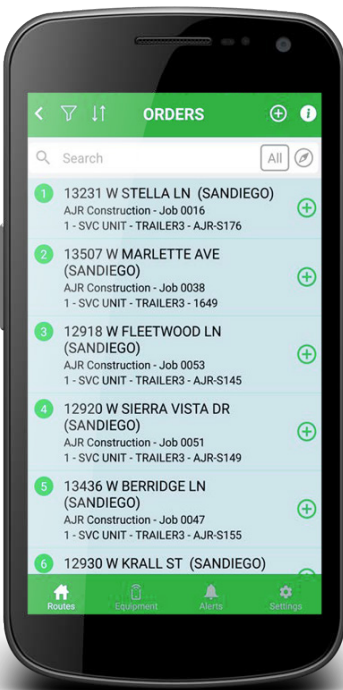 ORDERS
Search
All
1
13231 W STELLA LN (SANDIEGO)
AJR Construction - Job 0016
1 - SVC UNIT - TRAILER3 - AJR-S176
2
13507 W MARLETTE AVE
(SANDIEGO)
AJR Construction - Job 0038
1 - SVC UNIT - TRAILER3 - 1649
3
12918 W FLEETWOOD LN
(SANDIEGO)
AJR Construction - Job 0053
1 - SVC UNIT - TRAILER3 - AJR-S145
4
12920 W SIERRA VISTA DR
(SANDIEGO)
AJR Construction - Job 0051
1 - SVC UNIT - TRAILER3 - AJR-S149
5
13436 W BERRIDGE LN
(SANDIEGO)
AJR Construction - Job 0047
1 - SVC UNIT - TRAILER3 - AJR-S155
6
12930 W KRALL ST (SANDIEGO)
Routes
Equipment
Alerts
Settings